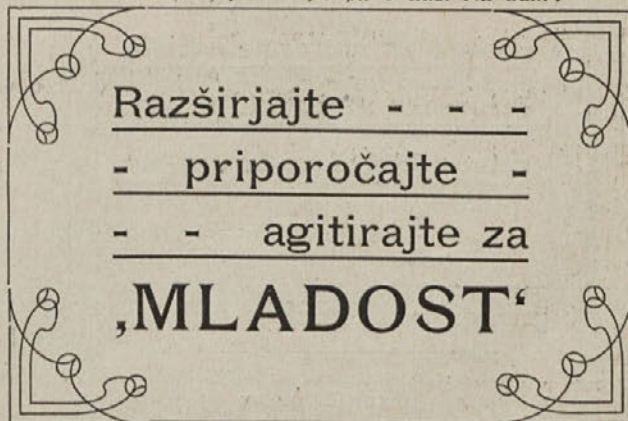 Razširjajte - - -
- priporočajte -
- - agitirajte za
‚MLADOST‘